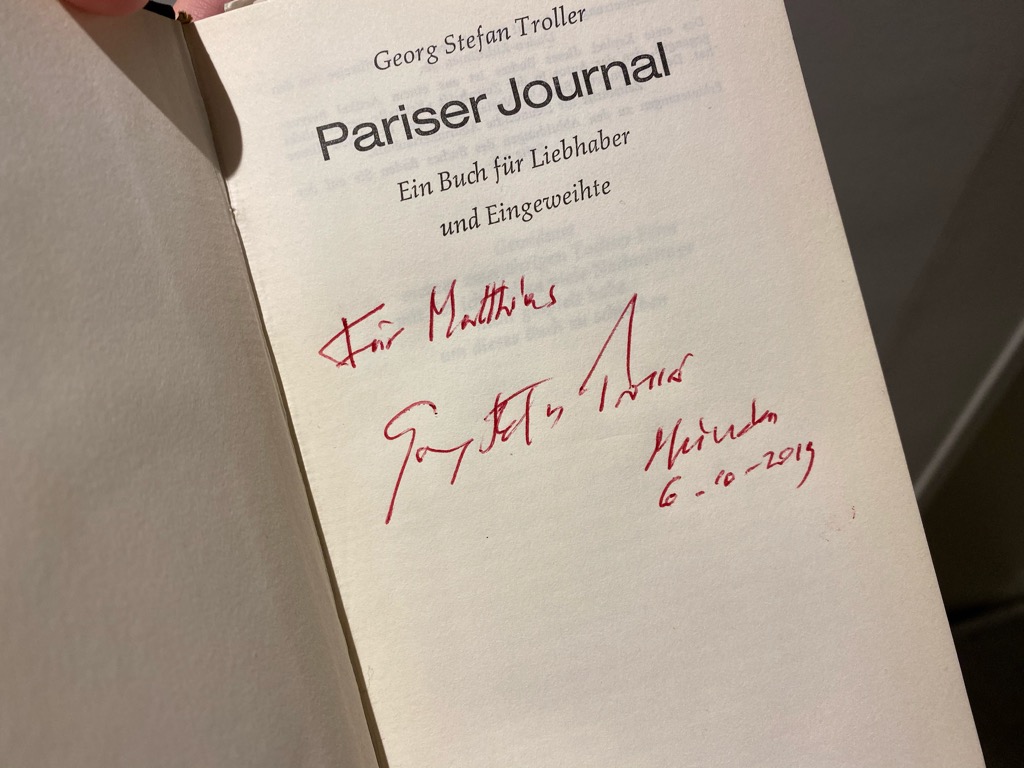 Georg Stefan Troller
Pariser Journal
Ein Buch für Liebhaber
und Eingeweihte
Für Matthias
Georg Stefan Troller
6-10-2019